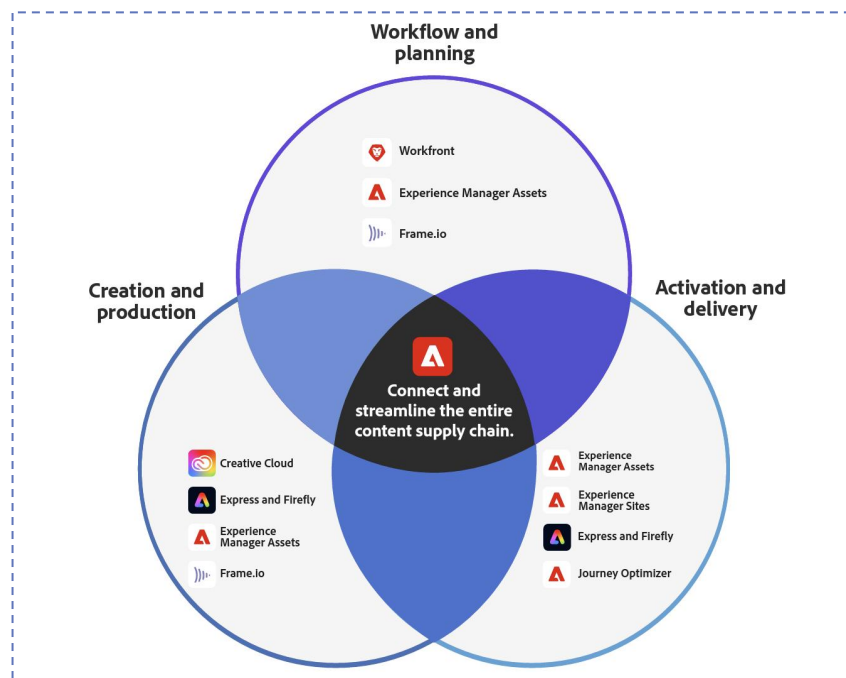 Workflow and
planning
Workfront
Experience Manager Assets
Frame.io
Creation and
production
Activation and
delivery
Connect and
streamline the entire
content supply chain.
Creative Cloud
Express and Firefly
Experience
Manager Assets
Frame.io
Experience
Manager Assets
Experience
Manager Sites
Express and Firefly
Journey Optimizer